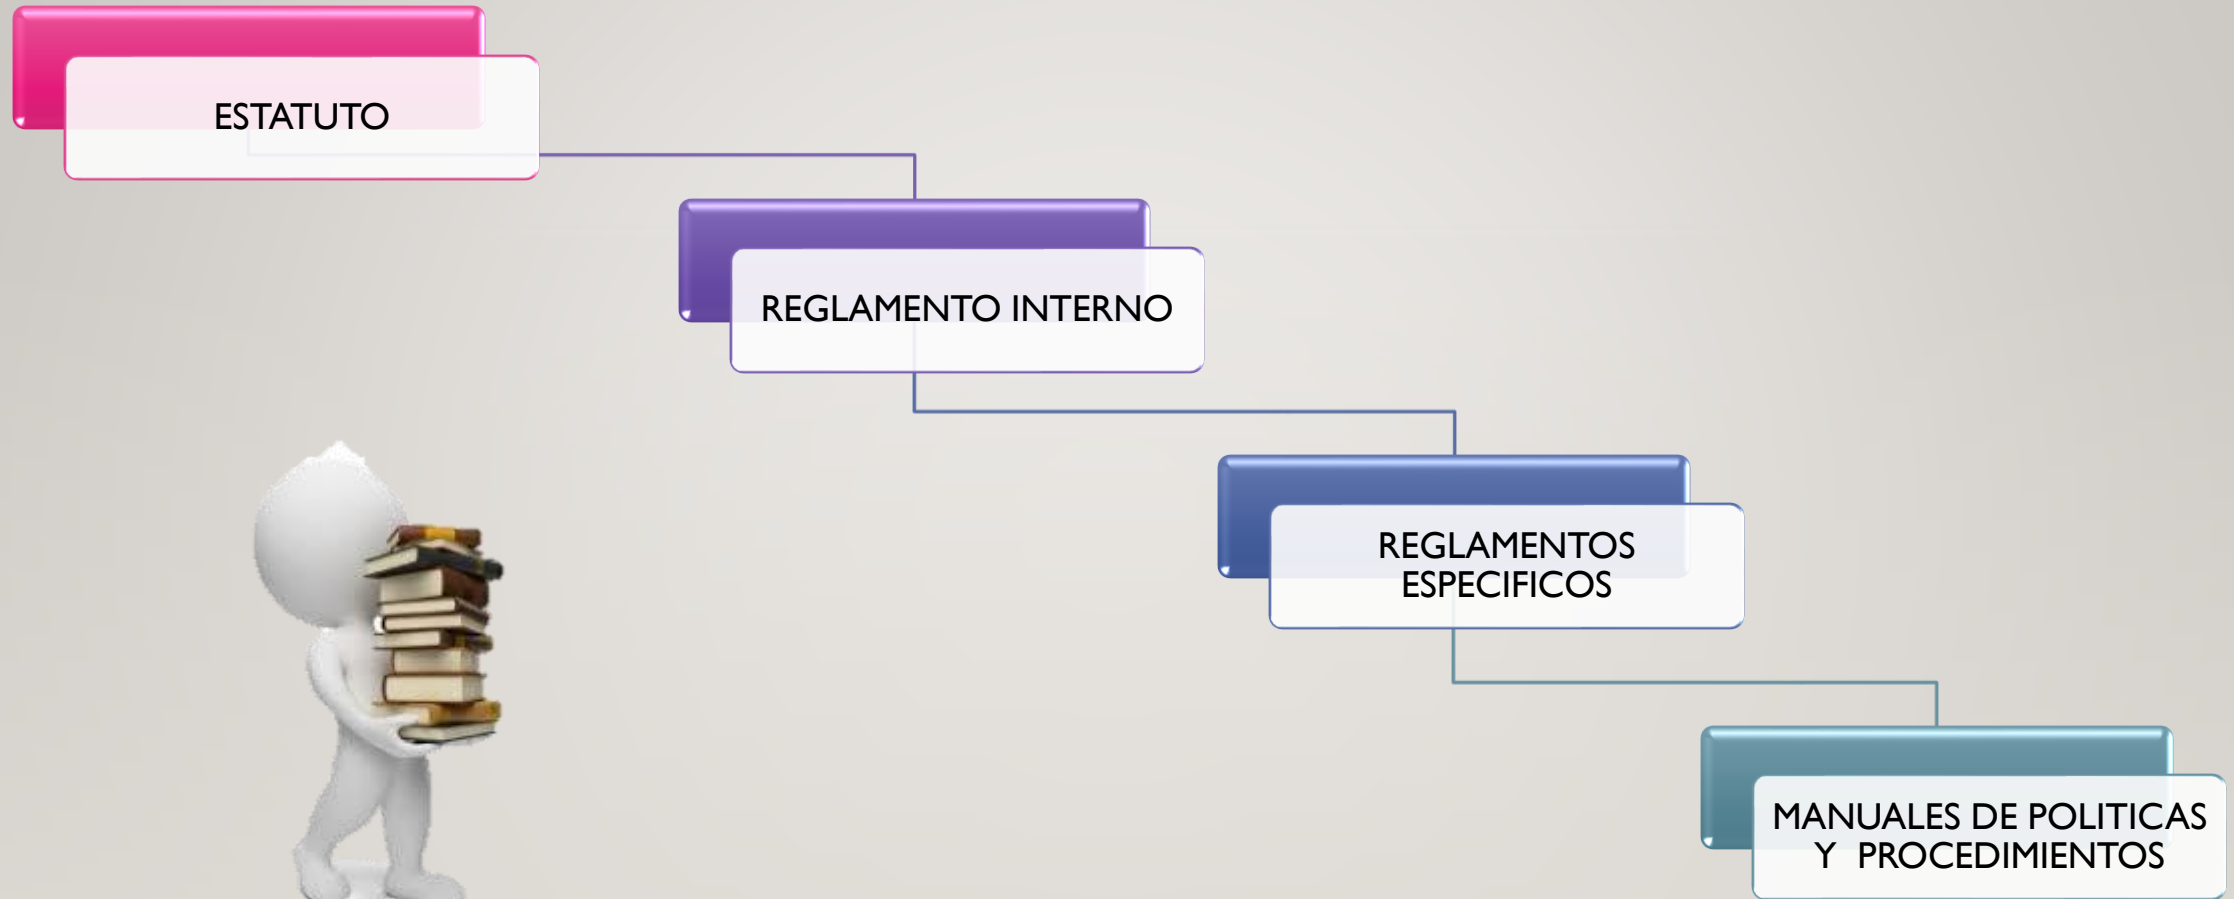 ESTATUTO
REGLAMENTO INTERNO
REGLAMENTOS
ESPECIFICOS
MANUALES DE POLITICAS
Y PROCEDIMIENTOS